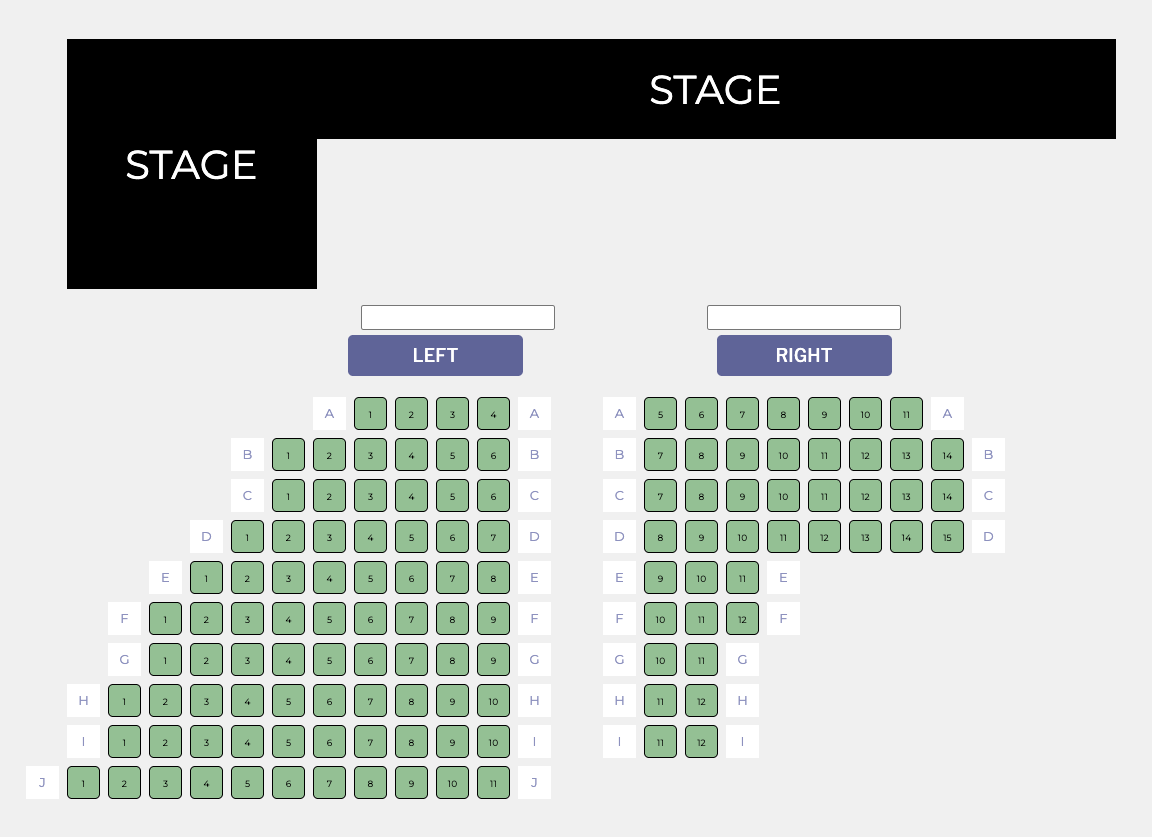 STAGE
STAGE
LEFT RIGHT
A 1 2 3 4 A A 5 6 7 8 9 10 11 A
B 1 2 3 4 5 6 B B 7 8 9 10 11 12 13 14 B
C 1 2 3 4 5 6 C C 7 8 9 10 11 12 13 14 C
D 1 2 3 4 5 6 7 D D 8 9 10 11 12 13 14 15 D
E 1 2 3 4 5 6 7 8 E E 9 10 11 E
F 1 2 3 4 5 6 7 8 9 F F 10 11 12 F
G 1 2 3 4 5 6 7 8 9 G G 10 11 G
H 1 2 3 4 5 6 7 8 9 10 H H 11 12 H
I 1 2 3 4 5 6 7 8 9 10 I I 11 12 I
J 1 2 3 4 5 6 7 8 9 10 11 J